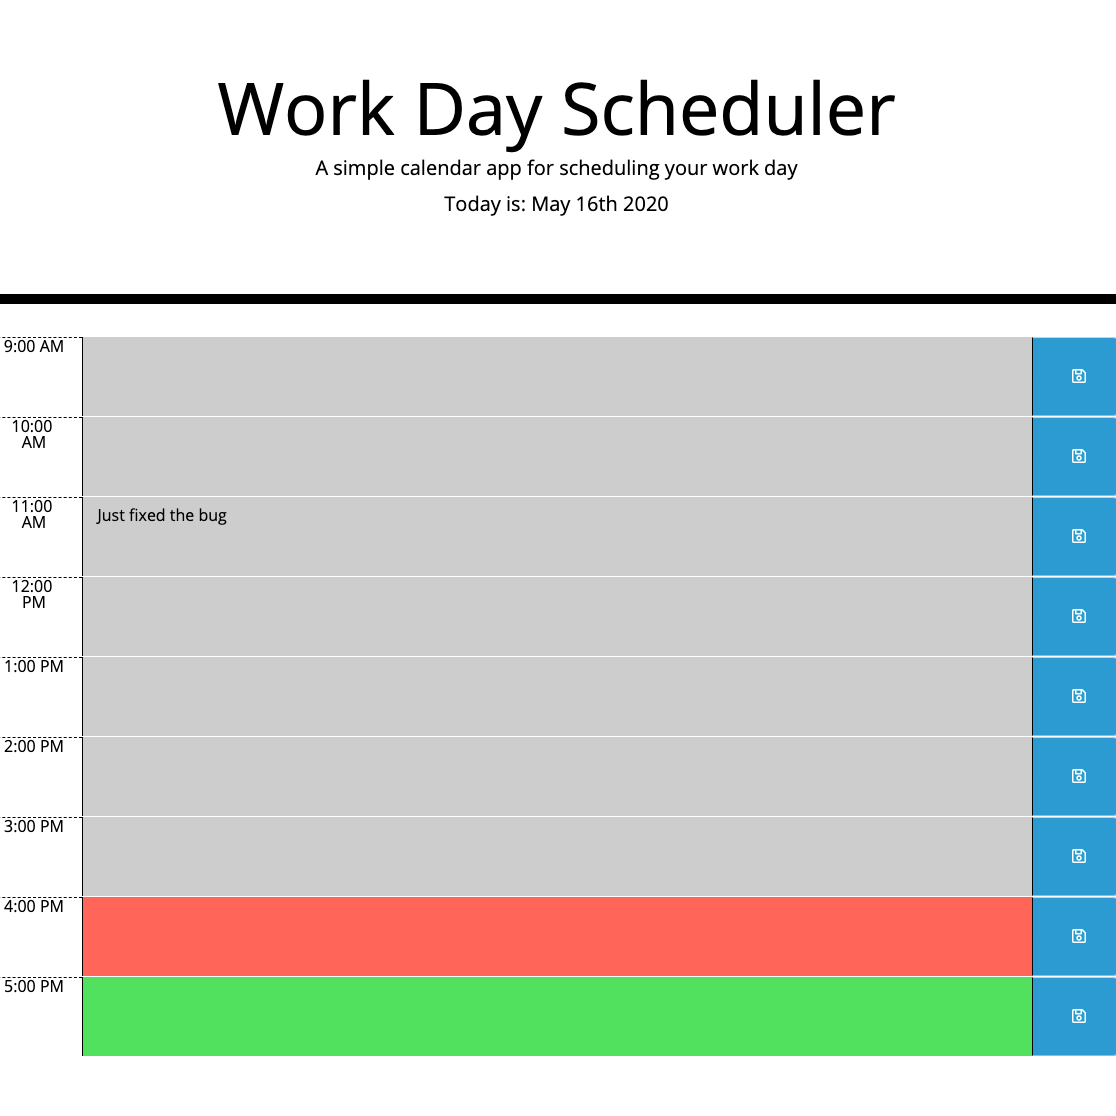 Work Day Scheduler
A simple calendar app for scheduling your work day
Today is: May 16th 2020
9:00 AM
10:00
AM
11:00
AM
Just fixed the bug
12:00
PM
1:00 PM
2:00 PM
3:00 PM
4:00 PM
5:00 PM